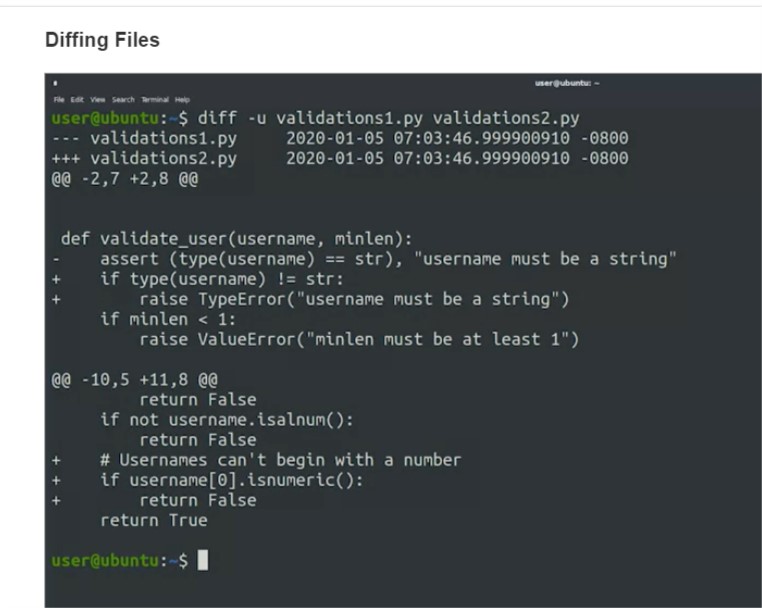 Diffing Files
user@ubuntu: ~
File Edit View Search Terminal Help
user@ubuntu:~$ diff -u validations1.py validations2.py
--- validations1.py     2020-01-05 07:03:46.999900910 -0800
+++ validations2.py     2020-01-05 07:03:46.999900910 -0800
@@ -2,7 +2,8 @@
 def validate_user(username, minlen):
-    assert (type(username) == str), "username must be a string"
+    if type(username) != str:
+        raise TypeError("username must be a string")
     if minlen < 1:
         raise ValueError("minlen must be at least 1")
@@ -10,5 +11,8 @@
         return False
     if not username.isalnum():
         return False
+    # Usernames can't begin with a number
+    if username[0].isnumeric():
+        return False
     return True
user@ubuntu:~$